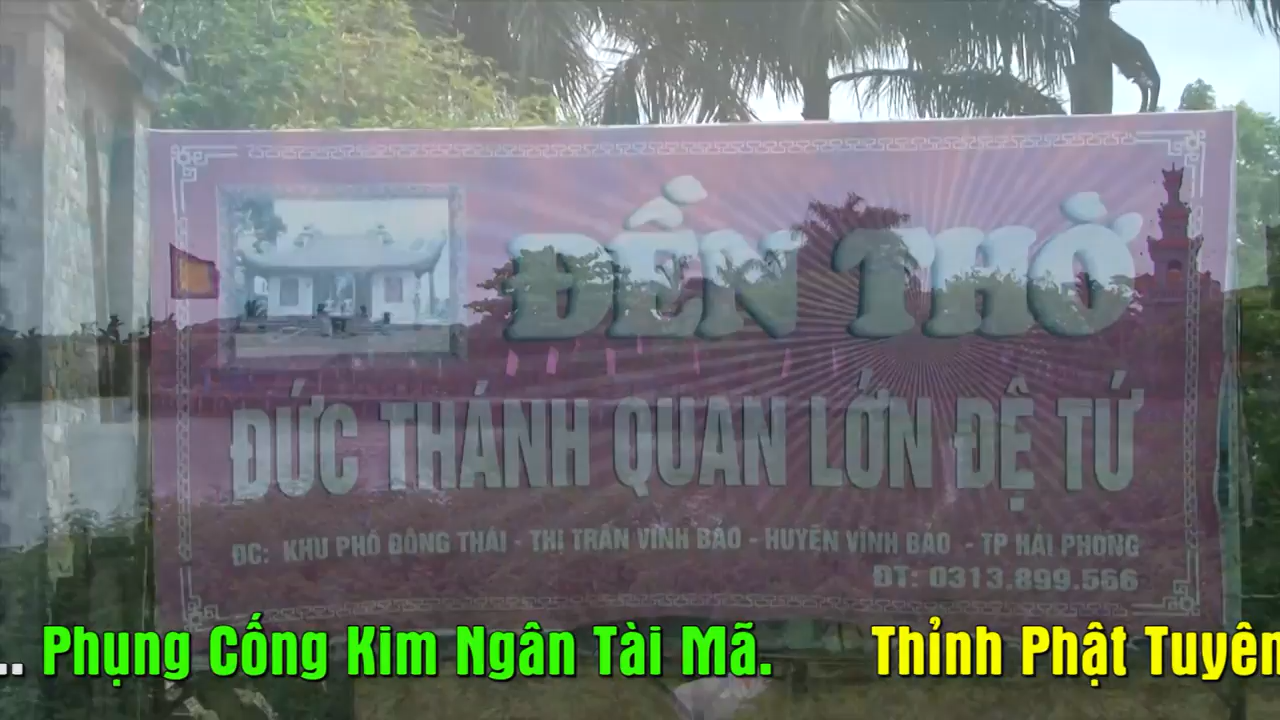 ĐỀN THỜ
ĐỨC THÁNH QUAN LỚN ĐỆ TỨ
ĐC: KHU PHỐ ĐÔNG THÁI - THỊ TRẤN VĨNH BẢO - HUYỆN VĨNH BẢO - TP HẢI PHÒNG
ĐT: 0313.899.566
.. Phụng Cống Kim Ngân Tài Mã. Thỉnh Phật Tuyên